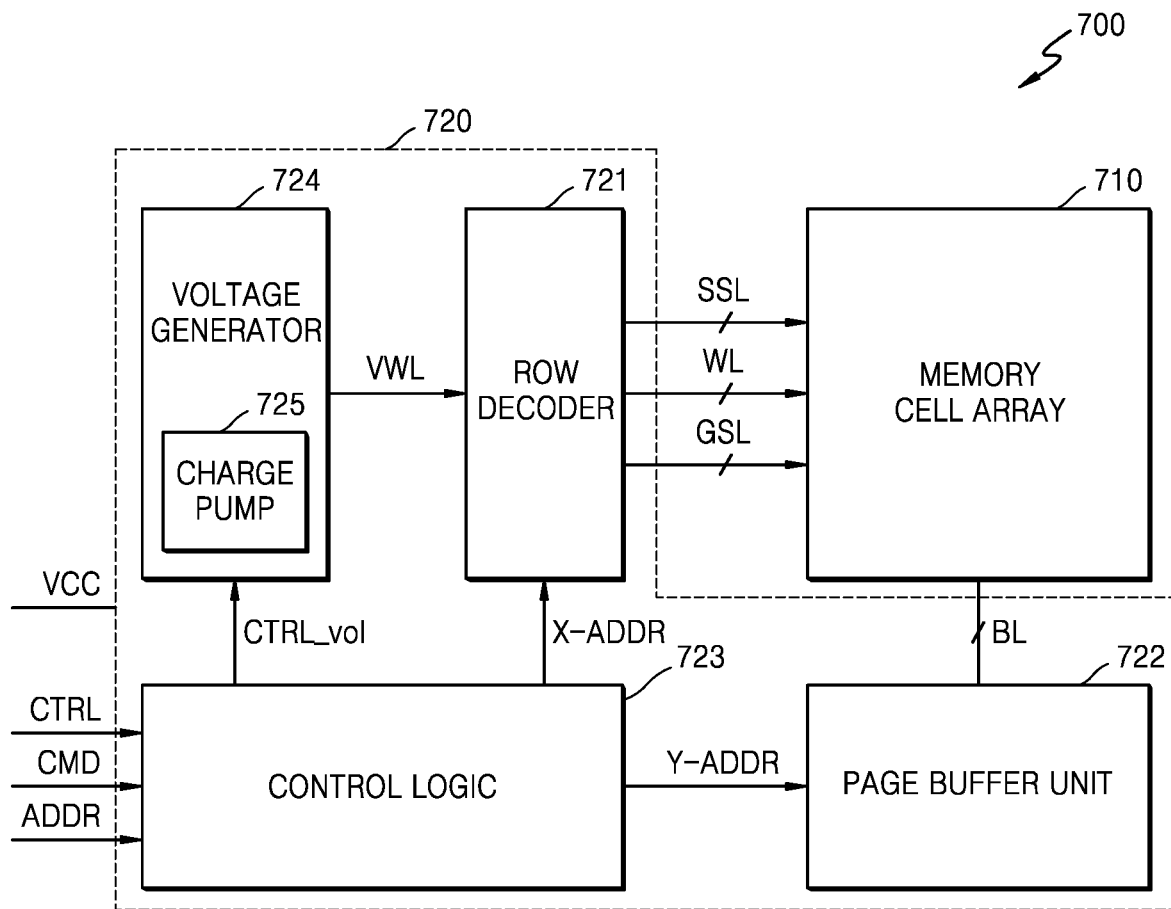 700
720
724
721
710
VOLTAGE
GENERATOR
725
CHARGE
PUMP
VWL
ROW
DECODER
SSL
WL
GSL
MEMORY
CELL ARRAY
VCC
CTRL_vol
X-ADDR
BL
723
722
CTRL
CMD
ADDR
CONTROL LOGIC
Y-ADDR
PAGE BUFFER UNIT